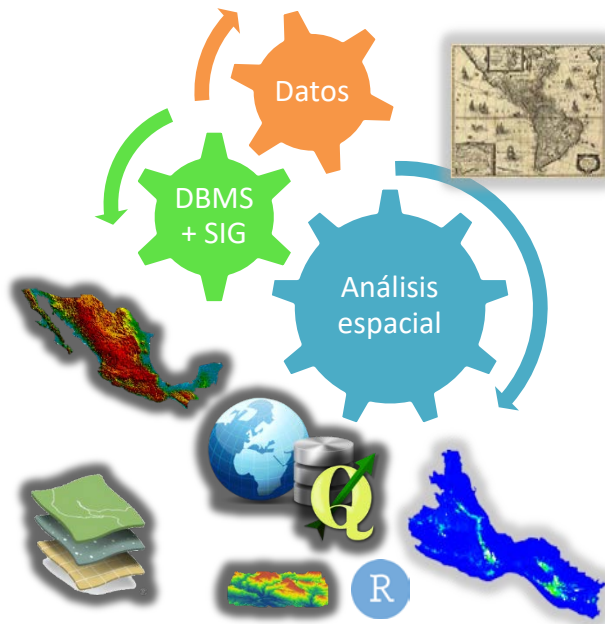 Datos
DBMS
+ SIG
Análisis
espacial
Q
R